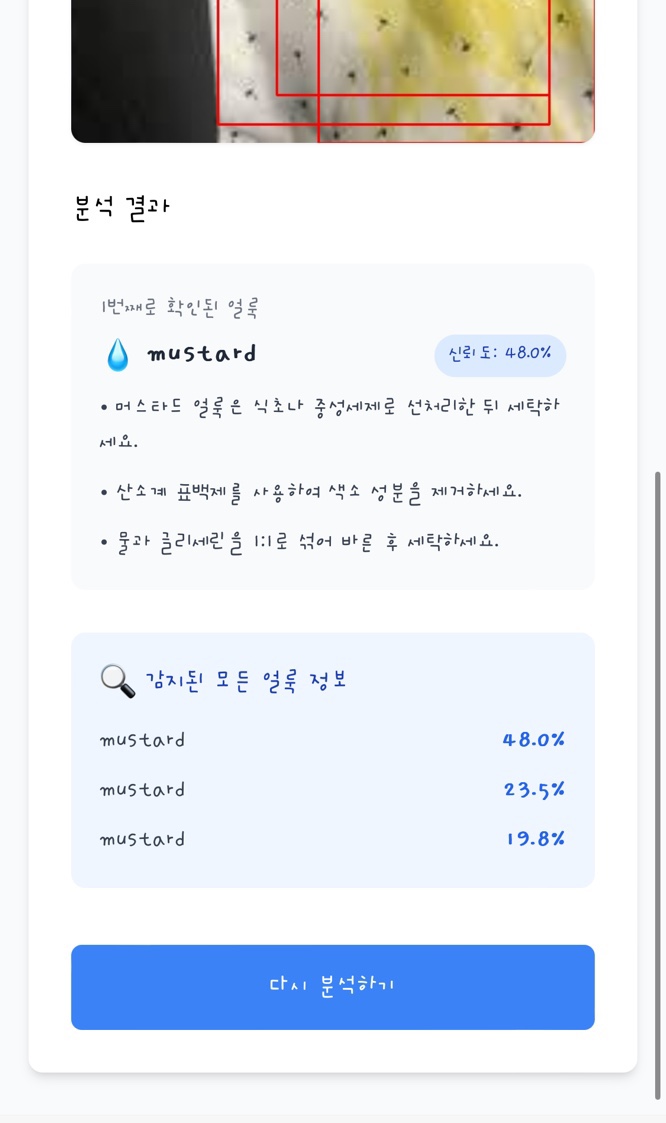 분석 결과
1번째로 확인된 얼룩
💧 mustard
신뢰도: 48.0%
• 머스타드 얼룩은 식초나 중성세제로 선처리한 뒤 세탁하
세요.
• 산소계 표백제를 사용하여 색소 성분을 제거하세요.
• 물과 글리세린을 1:1로 섞어 바른 후 세탁하세요.
🔍 감지된 모든 얼룩 정보
mustard 48.0%
mustard 23.5%
mustard 19.8%
다시 분석하기